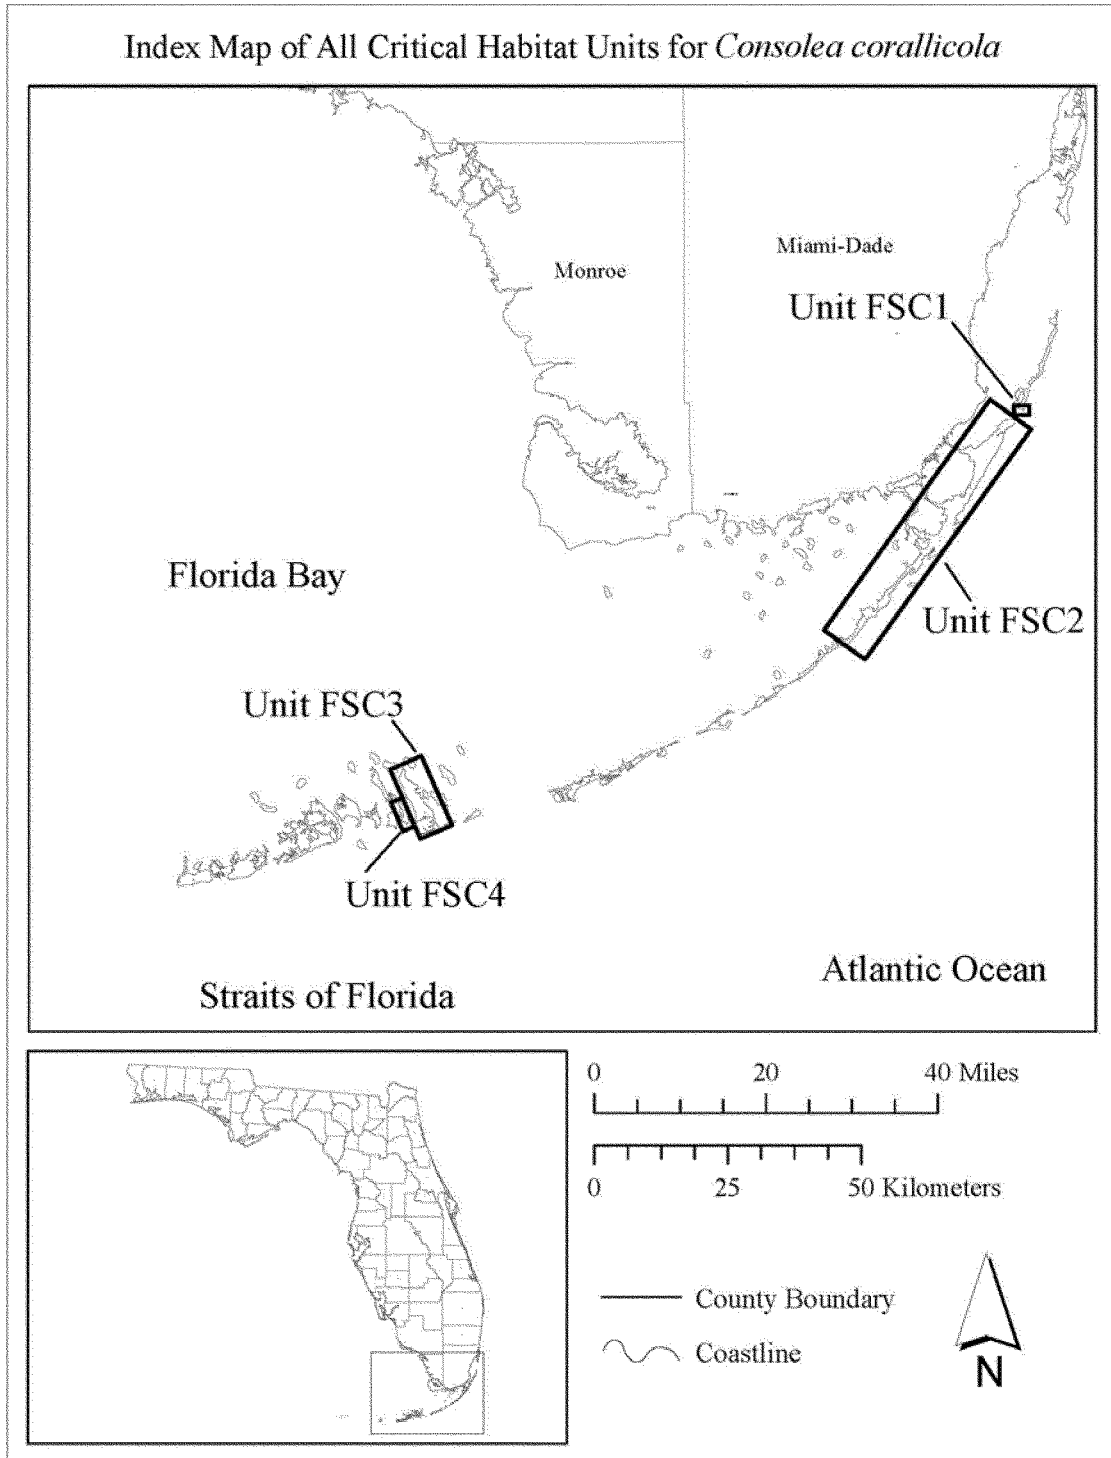 Index Map of All Critical Habitat Units for Consolea corallicola
Miami-Dade
Monroe
Unit FSC1
Florida Bay
Unit FSC2
Unit FSC3
Unit FSC4
Atlantic Ocean
Straits of Florida
0 20 40 Miles
0 25 50 Kilometers
County Boundary
Coastline
N